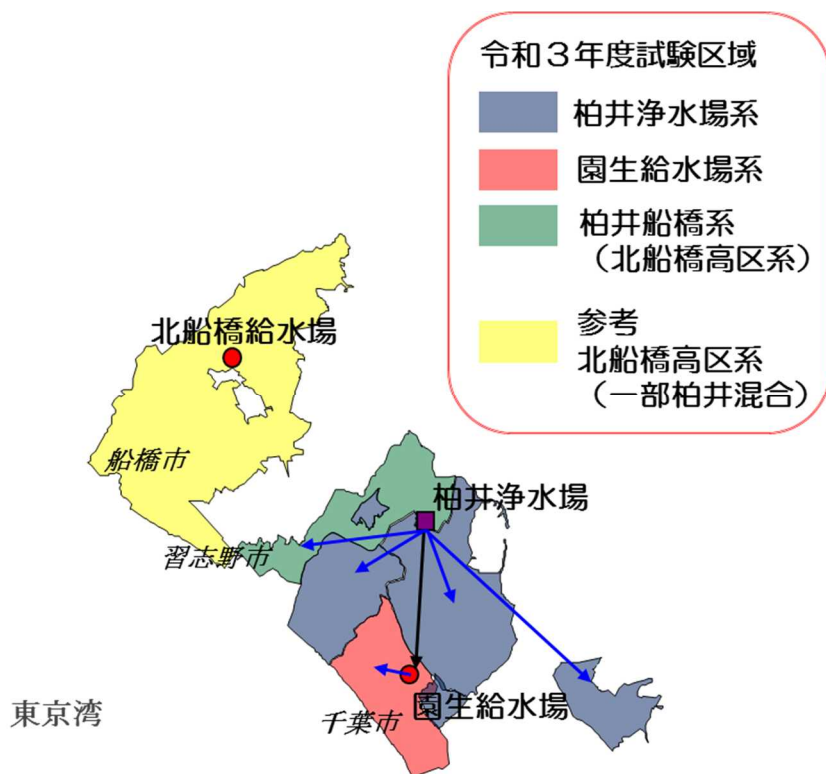 令和３年度試験区域
柏井浄水場系
園生給水場系
柏井船橋系
（北船橋高区系）
参考
北船橋高区系
（一部柏井混合）
北船橋給水場
船橋市
柏井浄水場
習志野市
園生給水場
千葉市
東京湾